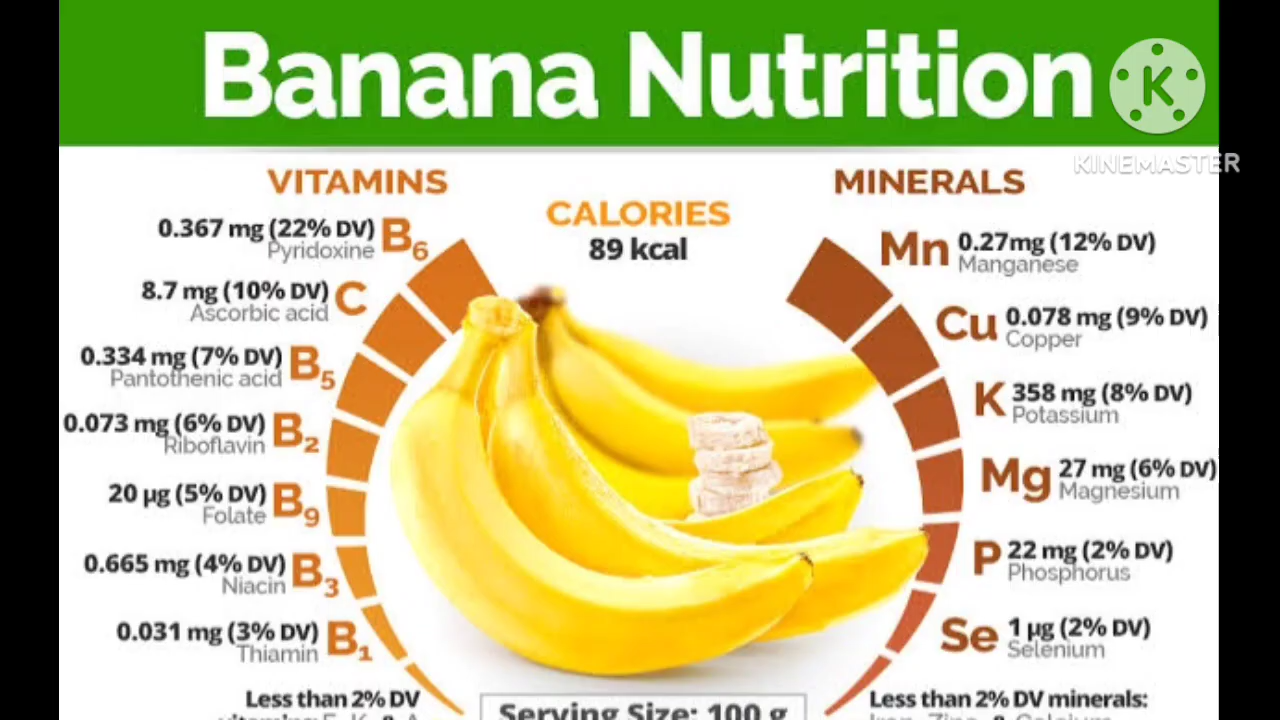 Banana Nutrition
K
KINEMASTER
VITAMINS
0.367 mg (22% DV) B6
Pyridoxine
8.7 mg (10% DV) C
Ascorbic acid
0.334 mg (7% DV) B5
Pantothenic acid
0.073 mg (6% DV) B2
Riboflavin
20 µg (5% DV) B9
Folate
0.665 mg (4% DV) B3
Niacin
0.031 mg (3% DV) B1
Thiamin
Less than 2% DV
vitamins: E, K, & A
CALORIES
89 kcal
Serving Size: 100 g
MINERALS
Mn 0.27mg (12% DV)
Manganese
Cu 0.078 mg (9% DV)
Copper
K 358 mg (8% DV)
Potassium
Mg 27 mg (6% DV)
Magnesium
P 22 mg (2% DV)
Phosphorus
Se 1 µg (2% DV)
Selenium
Less than 2% DV minerals:
Iron, Zinc, & Calcium